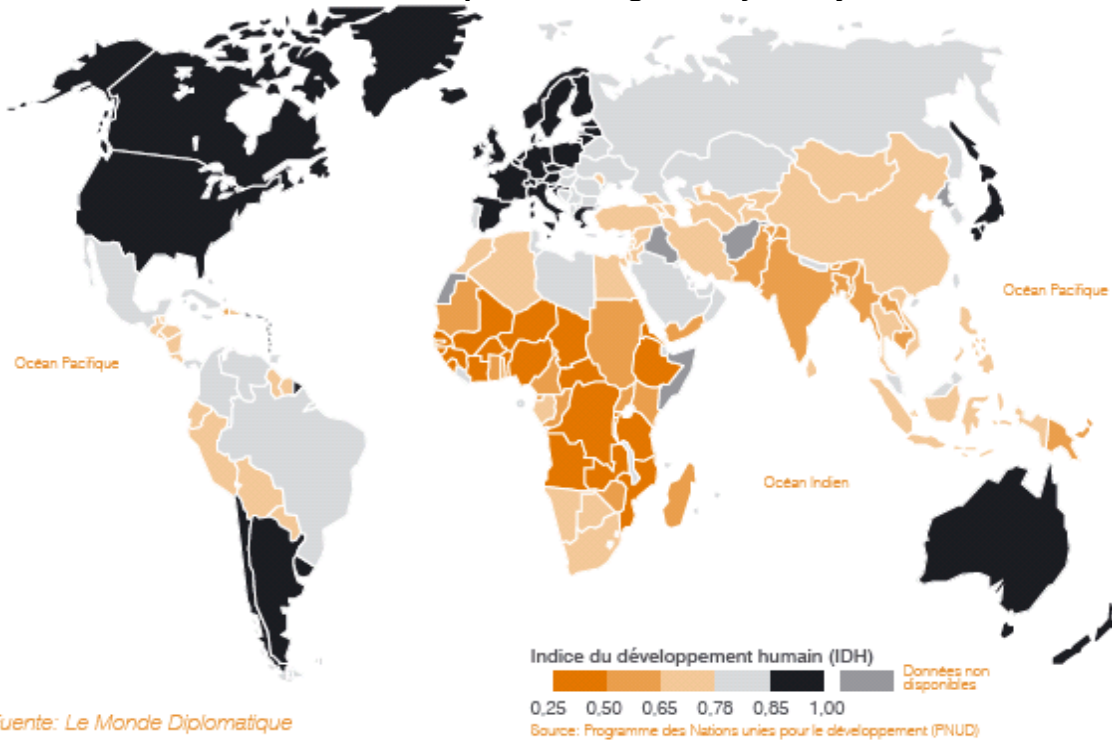 Océan Pacifique
Océan Pacifique
Océan Indien
Indice du développement humain (IDH)
Données non
disponibles
0,25 0,50 0,65 0,78 0,85 1,00
uente: Le Monde Diplomatique
Source: Programme des Nations unies pour le développement (PNUD)